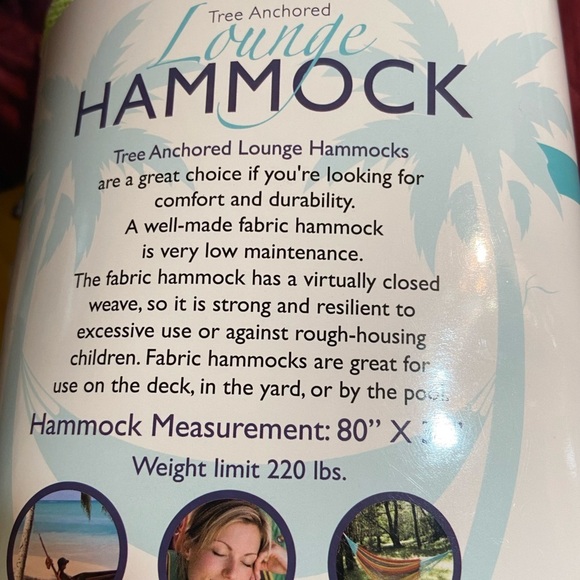 Tree Anchored
Lounge
HAMMOCK
Tree Anchored Lounge Hammocks
are a great choice if you're looking for
comfort and durability.
A well-made fabric hammock
is very low maintenance.
The fabric hammock has a virtually closed
weave, so it is strong and resilient to
excessive use or against rough-housing
children. Fabric hammocks are great for
use on the deck, in the yard, or by the pool.
Hammock Measurement: 80” X
Weight limit 220 lbs.